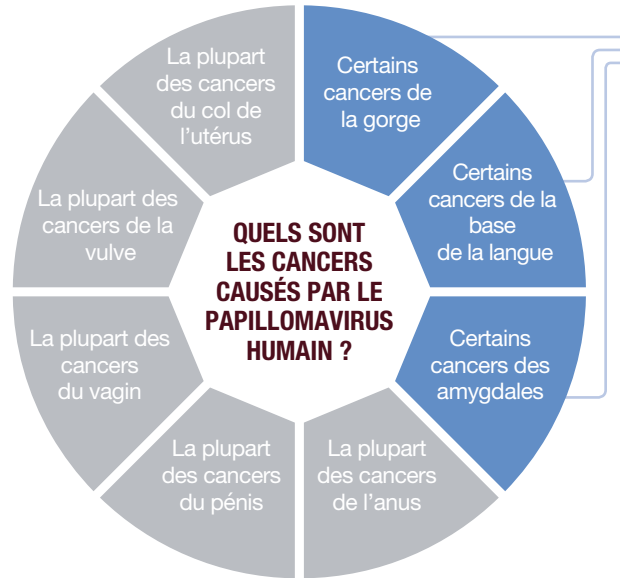 QUELS SONT
LES CANCERS
CAUSÉS PAR LE
PAPILLOMAVIRUS
HUMAIN ?
Certains
cancers de
la gorge
Certains
cancers de la
base
de la langue
Certains
cancers des
amygdales
La plupart
des cancers
de l’anus
La plupart
des cancers
du pénis
La plupart des
cancers
du vagin
La plupart des
cancers de la
vulve
La plupart
des cancers
du col de
l’utérus